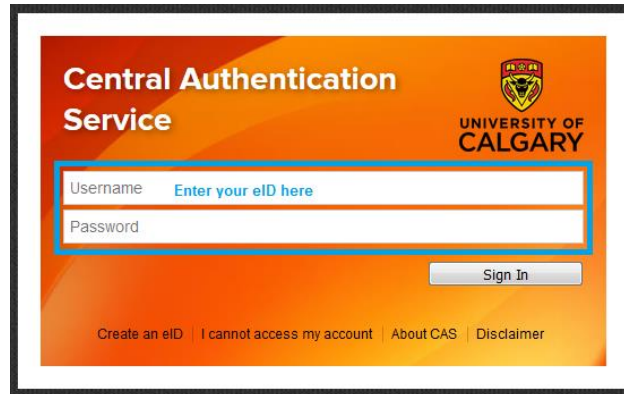 Central Authentication
Service
UNIVERSITY OF
CALGARY
Username Enter your eID here
Password
Sign In
Create an eID | I cannot access my account | About CAS | Disclaimer